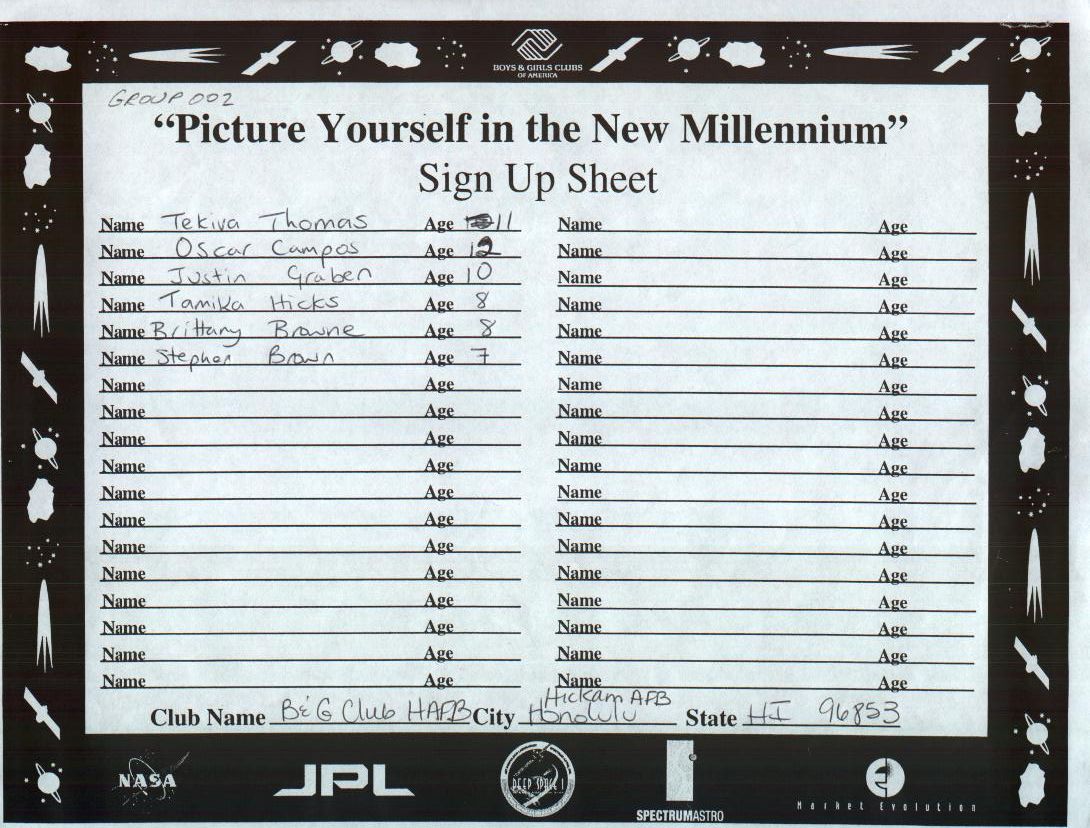 BOYS & GIRLS CLUBS
OF AMERICA
GROUP 002
“Picture Yourself in the New Millennium”
Sign Up Sheet
Name Tekiva Thomas Age 11 Name Age
Name Oscar Campos Age 12 Name Age
Name Justin Graben Age 10 Name Age
Name Tamika Hicks Age 8 Name Age
Name Brittany Browne Age 8 Name Age
Name Stephen Brown Age 7 Name Age
Name Age Name Age
Name Age Name Age
Name Age Name Age
Name Age Name Age
Name Age Name Age
Name Age Name Age
Name Age Name Age
Name Age Name Age
Name Age Name Age
Name Age Name Age
Name Age Name Age
Name Age Name Age
Hickam AFB
Club Name B&G Club HAFB City Honolulu State HI 96853
NASA JPL DEEP SPACE 1 SPECTRUMASTRO Market Evolution